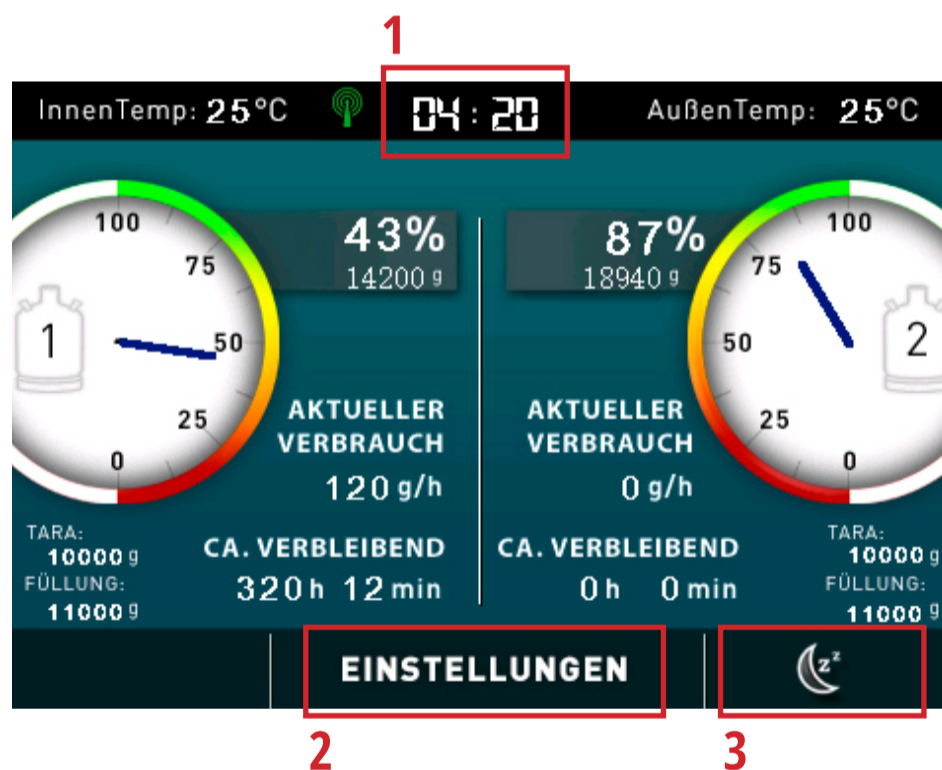 1
InnenTemp: 25°C
04:20
AußenTemp: 25°C
100
75
50
25
0
1
43%
14200 g
AKTUELLER
VERBRAUCH
120 g/h
CA. VERBLEIBEND
320 h 12 min
TARA:
10000 g
FÜLLUNG:
11000 g
87%
18940 g
100
75
50
25
0
2
AKTUELLER
VERBRAUCH
0 g/h
CA. VERBLEIBEND
0 h 0 min
TARA:
10000 g
FÜLLUNG:
11000 g
EINSTELLUNGEN
zz
2
3